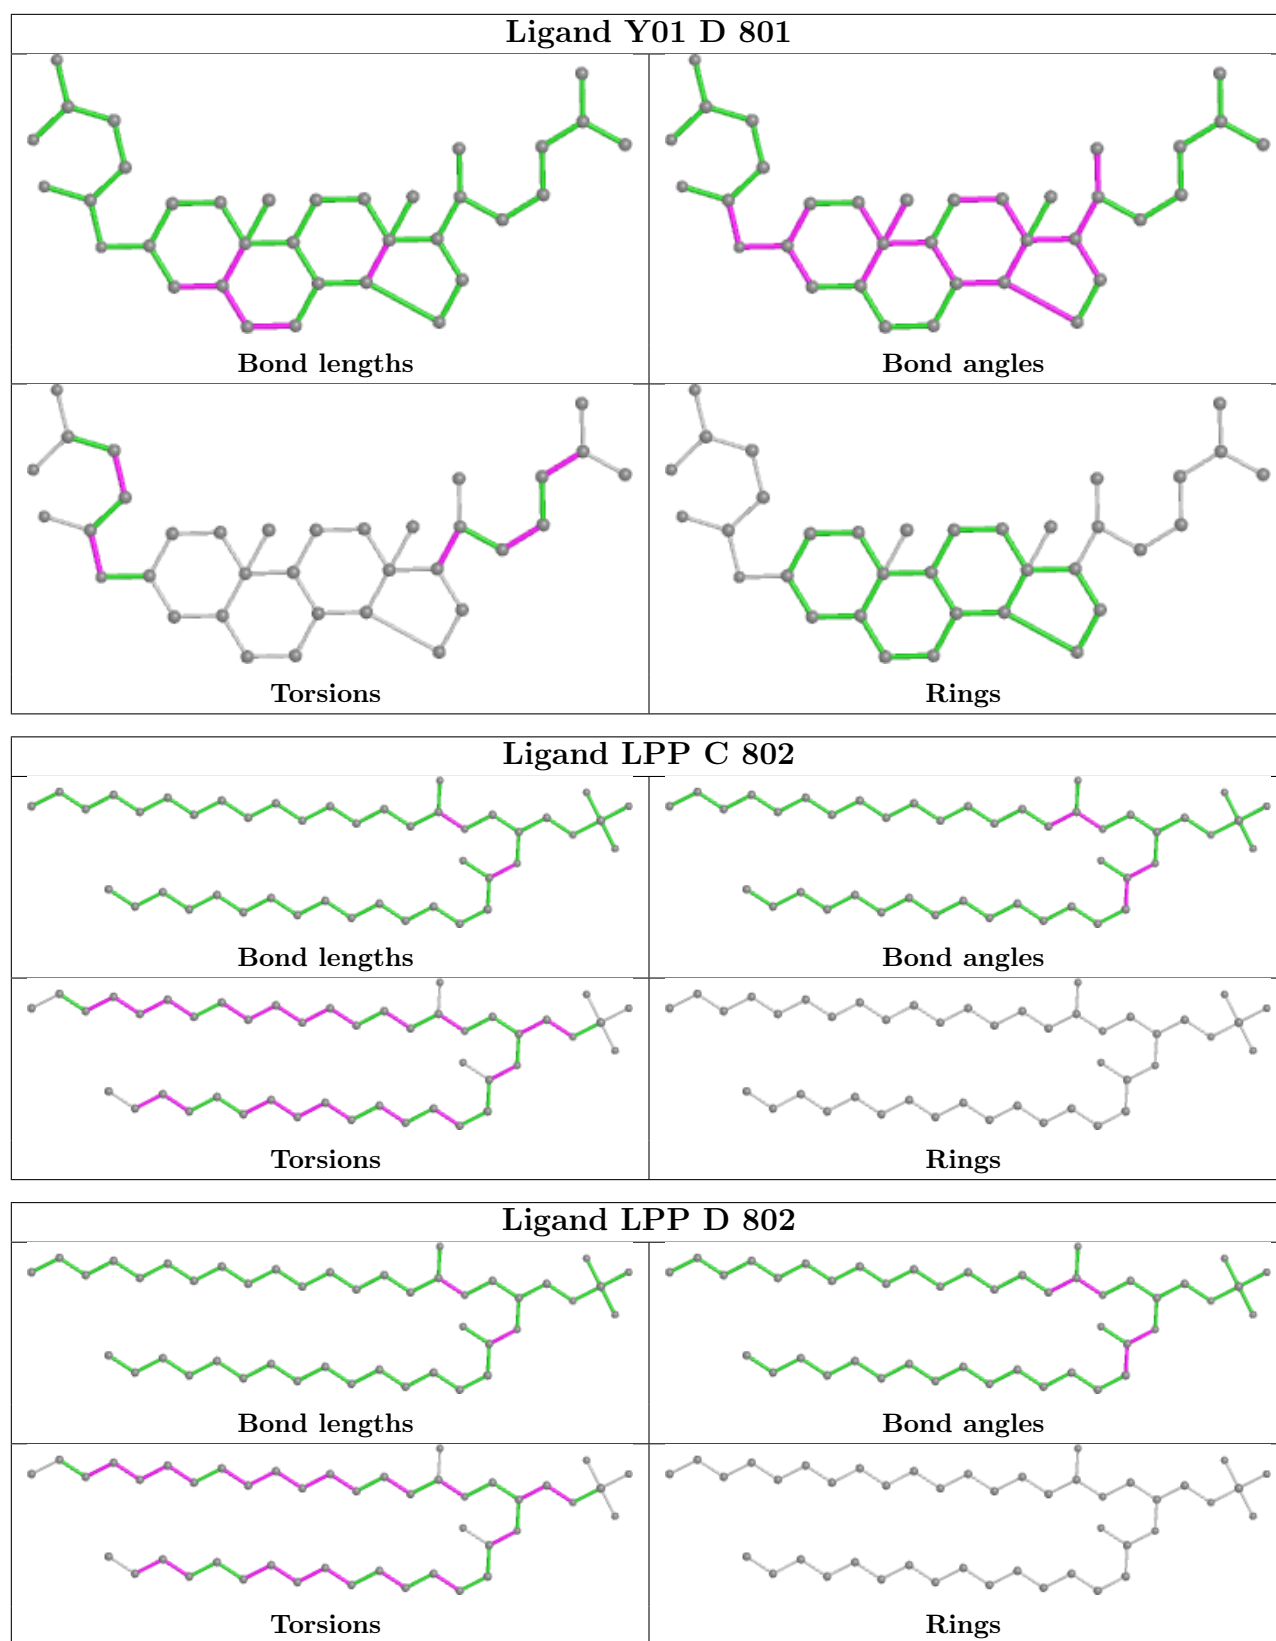 Ligand Y01 D 801
Bond lengths
Bond angles
Torsions
Rings
Ligand LPP C 802
Bond lengths
Bond angles
Torsions
Rings
Ligand LPP D 802
Bond lengths
Bond angles
Torsions
Rings